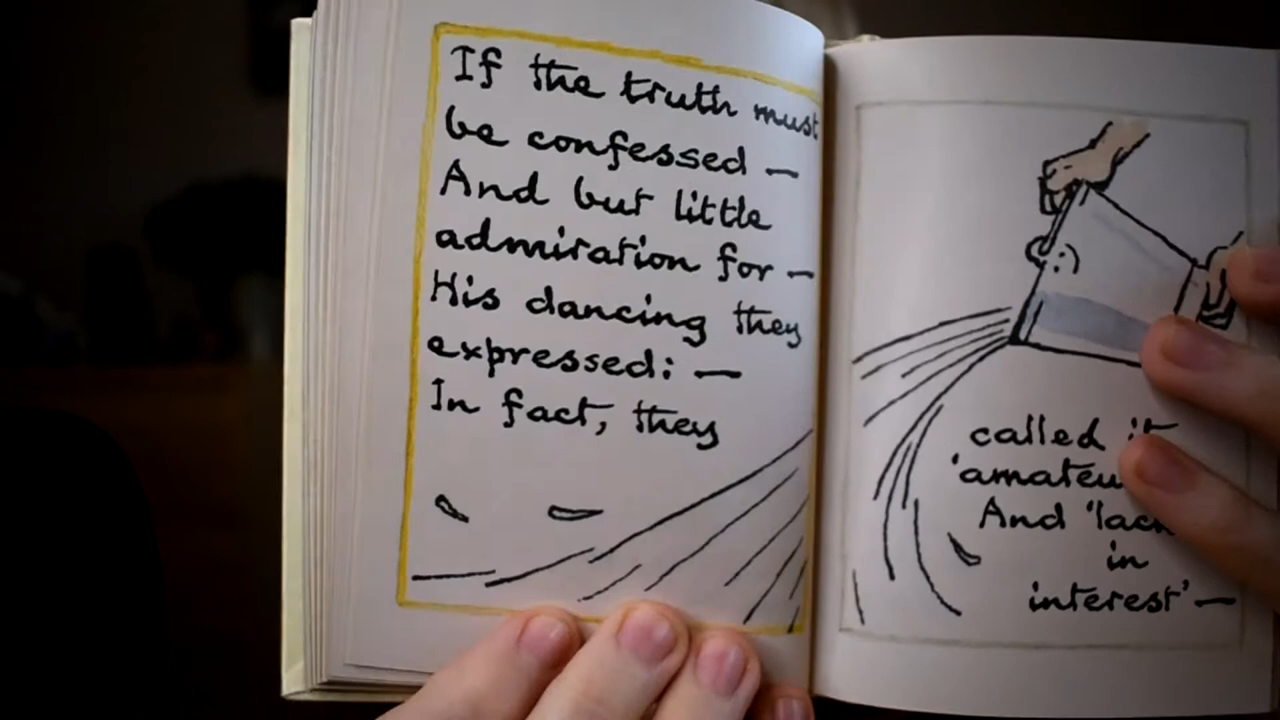 If the truth must
be confessed —
And but little
admiration for —
His dancing they
expressed: —
In fact, they
called it
'amateu
And 'lack
in
interest' —